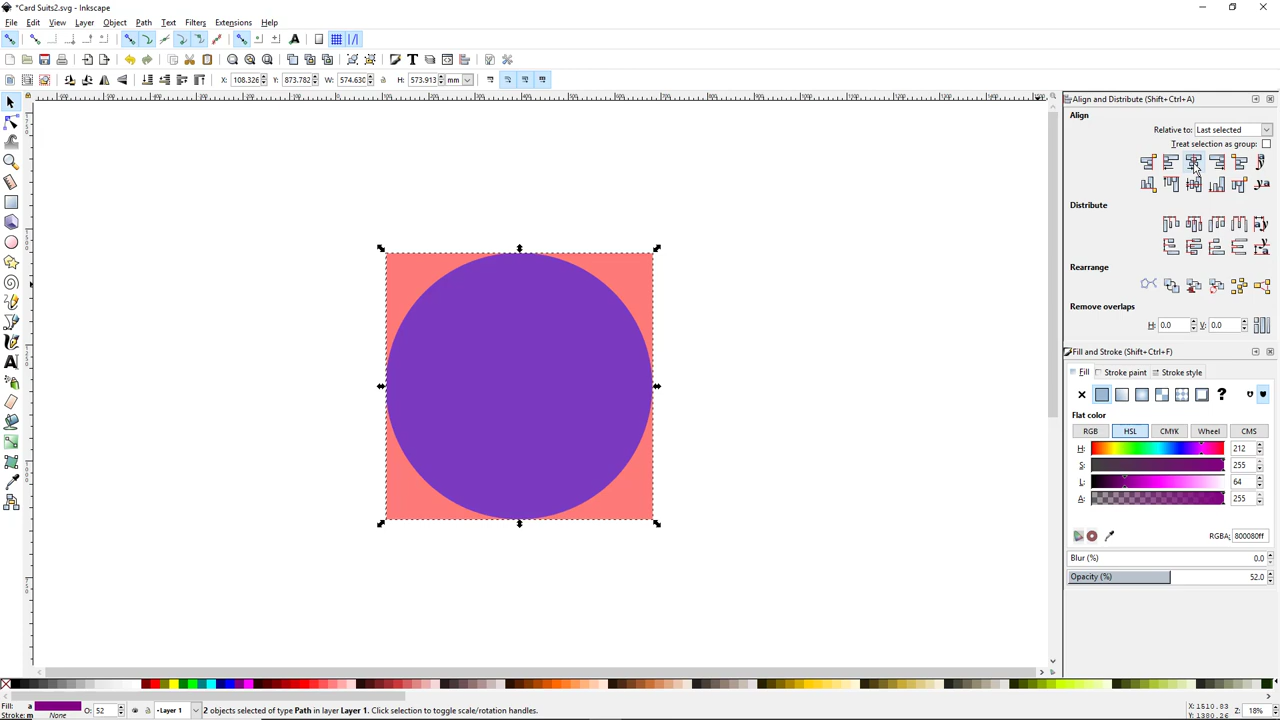 *Card Suits2.svg - Inkscape
File Edit View Layer Object Path Text Filters Extensions Help
X: 108.326 Y: 873.782 W: 574.630 H: 573.913 mm
Align and Distribute (Shift+Ctrl+A)
Align
Relative to: Last selected
Treat selection as group:
Distribute
Rearrange
Remove overlaps
H: 0.0 V: 0.0
Fill and Stroke (Shift+Ctrl+F)
Fill Stroke paint Stroke style
Flat color
RGB HSL CMYK Wheel CMS
H: 212
S: 255
L: 64
A: 255
RGBA: 800080ff
Blur (%) 0.0
Opacity (%) 52.0
Fill: a O: 52 Layer 1 2 objects selected of type Path in layer Layer 1. Click selection to toggle scale/rotation handles. X: 1510.83 Z: 18%
Stroke: m None Y: 1380.26